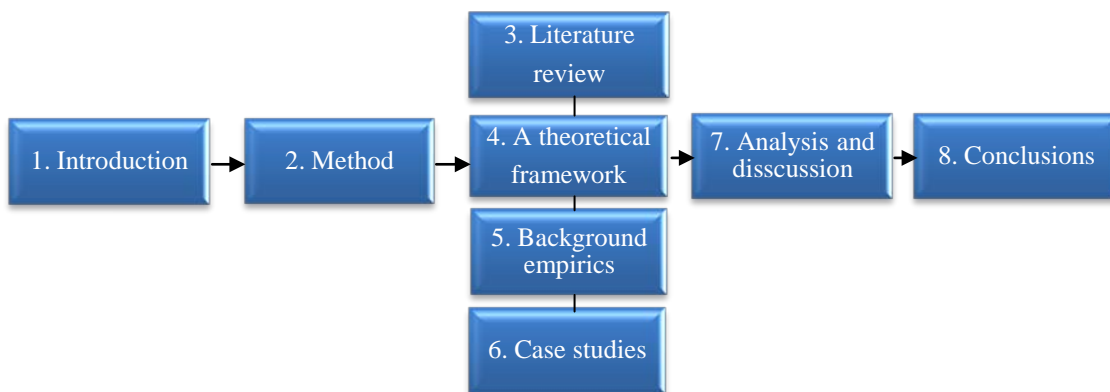 1. Introduction
2. Method
3. Literature
review
4. A theoretical
framework
5. Background
empirics
6. Case studies
7. Analysis and
disscussion
8. Conclusions